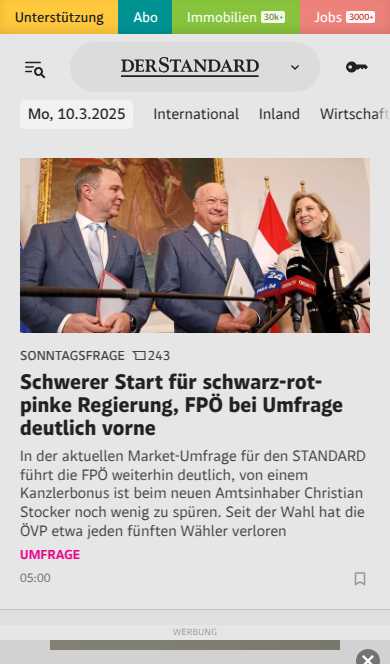 Unterstützung Abo Immobilien 30k+ Jobs 3000+
DERSTANDARD
Mo, 10.3.2025 International Inland Wirtschaft
SONNTAGSFRAGE 243
Schwerer Start für schwarz-rot-
pinke Regierung, FPÖ bei Umfrage
deutlich vorne
In der aktuellen Market-Umfrage für den STANDARD
führt die FPÖ weiterhin deutlich, von einem
Kanzlerbonus ist beim neuen Amtsinhaber Christian
Stocker noch wenig zu spüren. Seit der Wahl hat die
ÖVP etwa jeden fünften Wähler verloren
UMFRAGE
05:00
WERBUNG